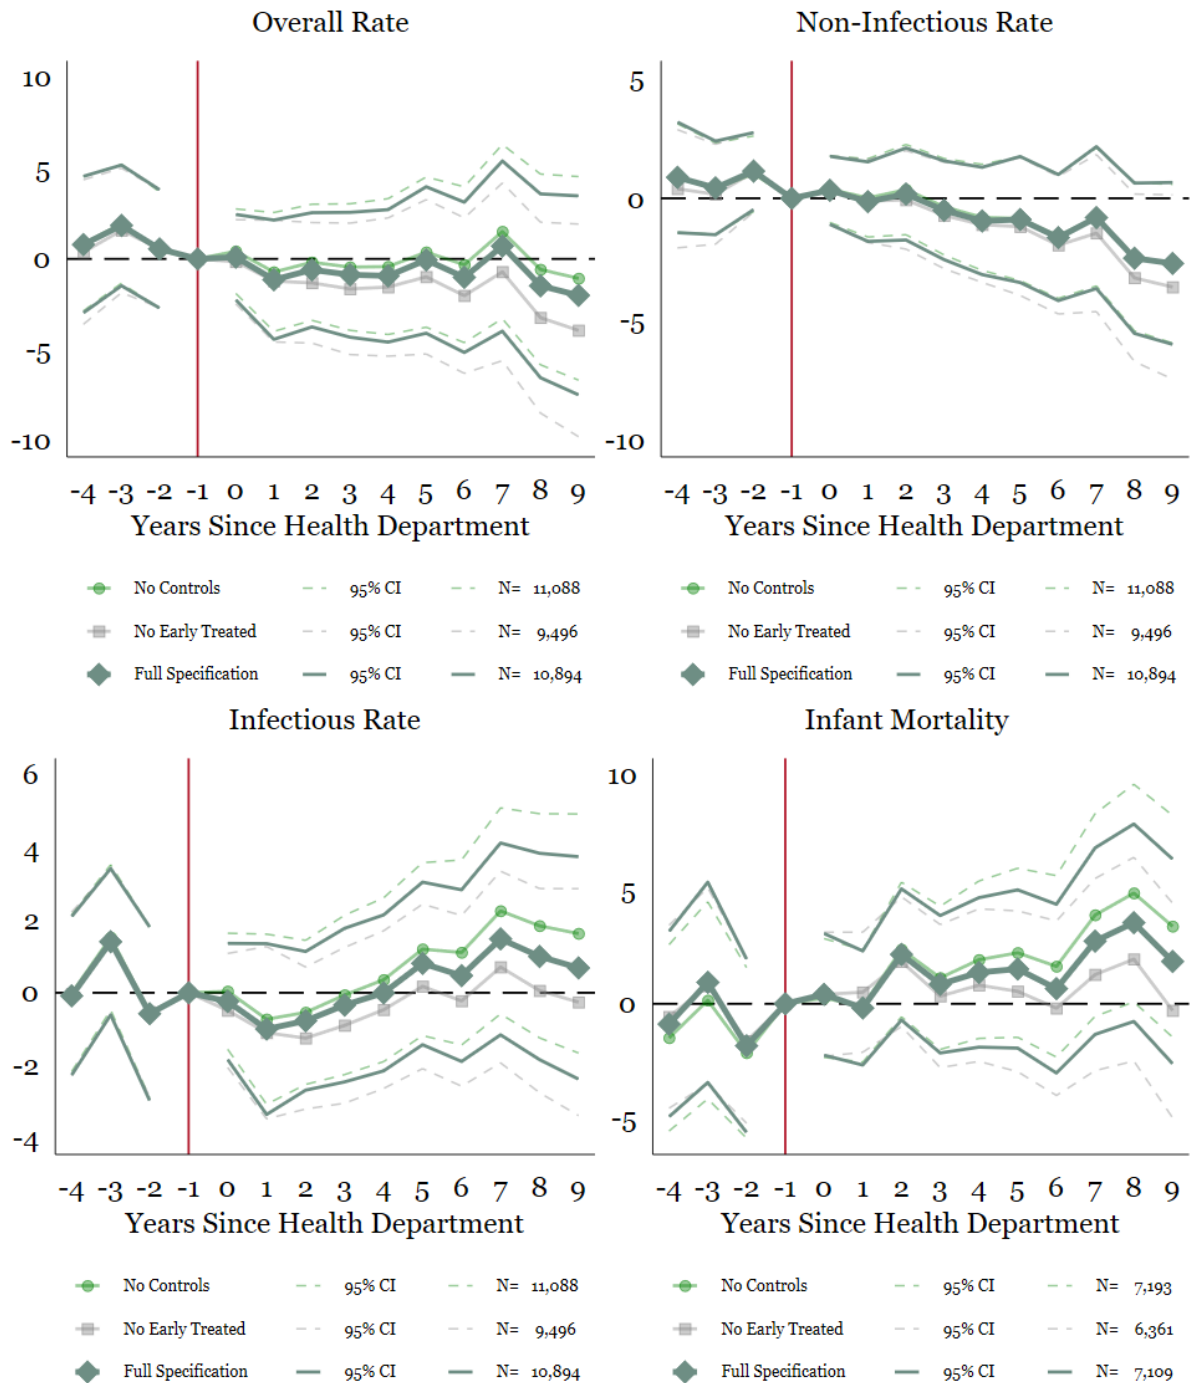 Overall Rate
10
5
0
-5
-10
-4 -3 -2 -1 0 1 2 3 4 5 6 7 8 9
Years Since Health Department
No Controls 95% CI N= 11,088
No Early Treated 95% CI N= 9,496
Full Specification 95% CI N= 10,894
Non-Infectious Rate
5
0
-5
-10
-4 -3 -2 -1 0 1 2 3 4 5 6 7 8 9
Years Since Health Department
No Controls 95% CI N= 11,088
No Early Treated 95% CI N= 9,496
Full Specification 95% CI N= 10,894
Infectious Rate
6
4
2
0
-2
-4
-4 -3 -2 -1 0 1 2 3 4 5 6 7 8 9
Years Since Health Department
No Controls 95% CI N= 11,088
No Early Treated 95% CI N= 9,496
Full Specification 95% CI N= 10,894
Infant Mortality
10
5
0
-5
-4 -3 -2 -1 0 1 2 3 4 5 6 7 8 9
Years Since Health Department
No Controls 95% CI N= 7,193
No Early Treated 95% CI N= 6,361
Full Specification 95% CI N= 7,109